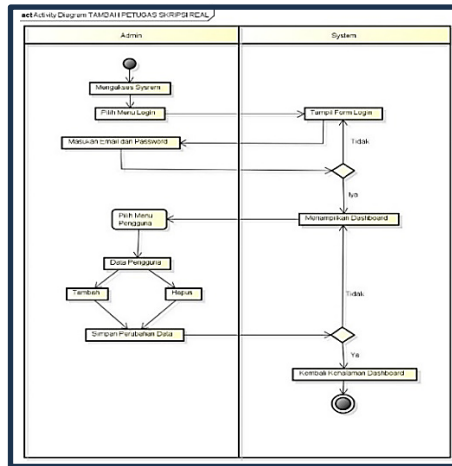 act Activity Diagram TAMBAH PETUGAS SKRIPSI REAL
Admin
System
Mengakses System
Pilih Menu Login
Tampil Form Login
Masukan Email dan Password
Tidak
Iya
Pilih Menu
Pengguna
Menampilkan Dashboard
Data Pengguna
Tambah
Hapus
Tidak
Simpan Perubahan Data
Ya
Kembali Kehalaman Dashboard